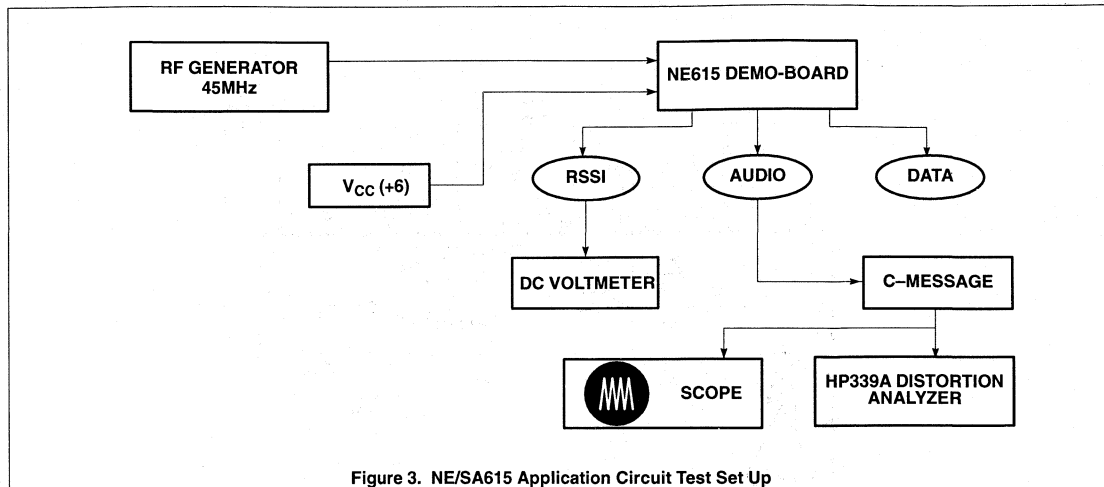 RF GENERATOR
45MHz
NE615 DEMO-BOARD
VCC (+6)
RSSI
AUDIO
DATA
DC VOLTMETER
C–MESSAGE
SCOPE
HP339A DISTORTION
ANALYZER
Figure 3. NE/SA615 Application Circuit Test Set Up